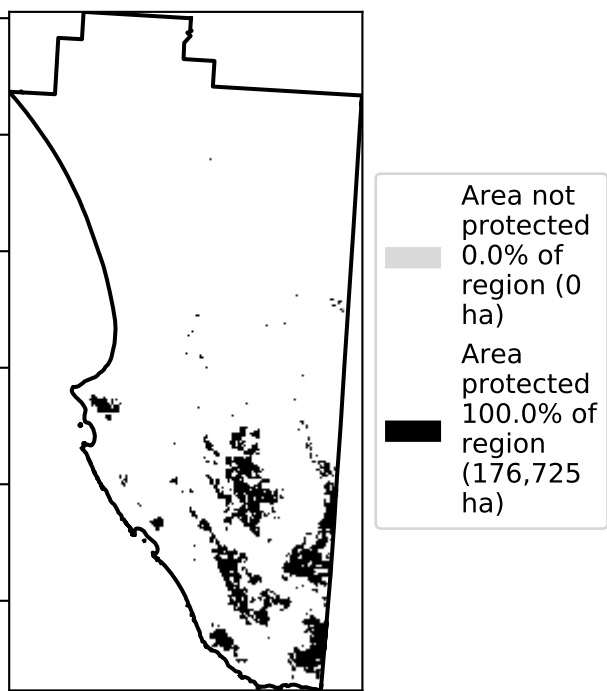 Area not
protected
0.0% of
region (0
ha)
Area
protected
100.0% of
region
(176,725
ha)